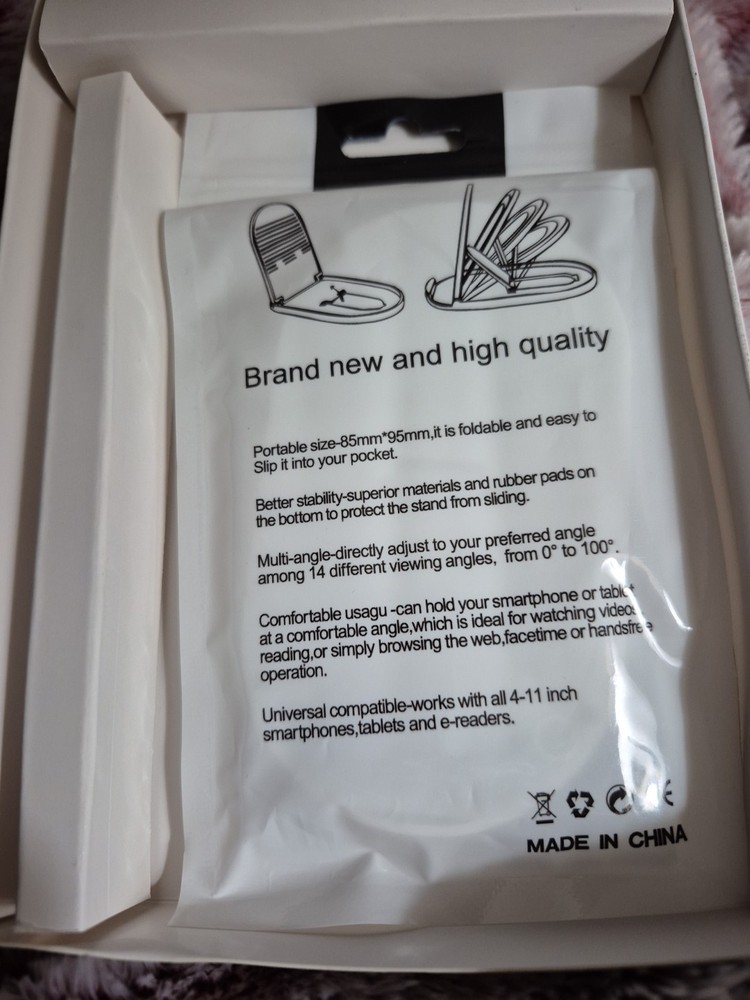 Brand new and high quality
Portable size-85mm*95mm,it is foldable and easy to
Slip it into your pocket.
Better stability-superior materials and rubber pads on
the bottom to protect the stand from sliding.
Multi-angle-directly adjust to your preferred angle
among 14 different viewing angles, from 0° to 100°.
Comfortable usagu -can hold your smartphone or tablet
at a comfortable angle,which is ideal for watching videos,
reading,or simply browsing the web,facetime or handsfree
operation.
Universal compatible-works with all 4-11 inch
smartphones,tablets and e-readers.
MADE IN CHINA